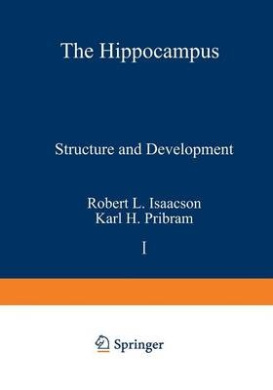 The Hippocampus
Structure and Development
Robert L. Isaacson
Karl H. Pribram
I
Springer